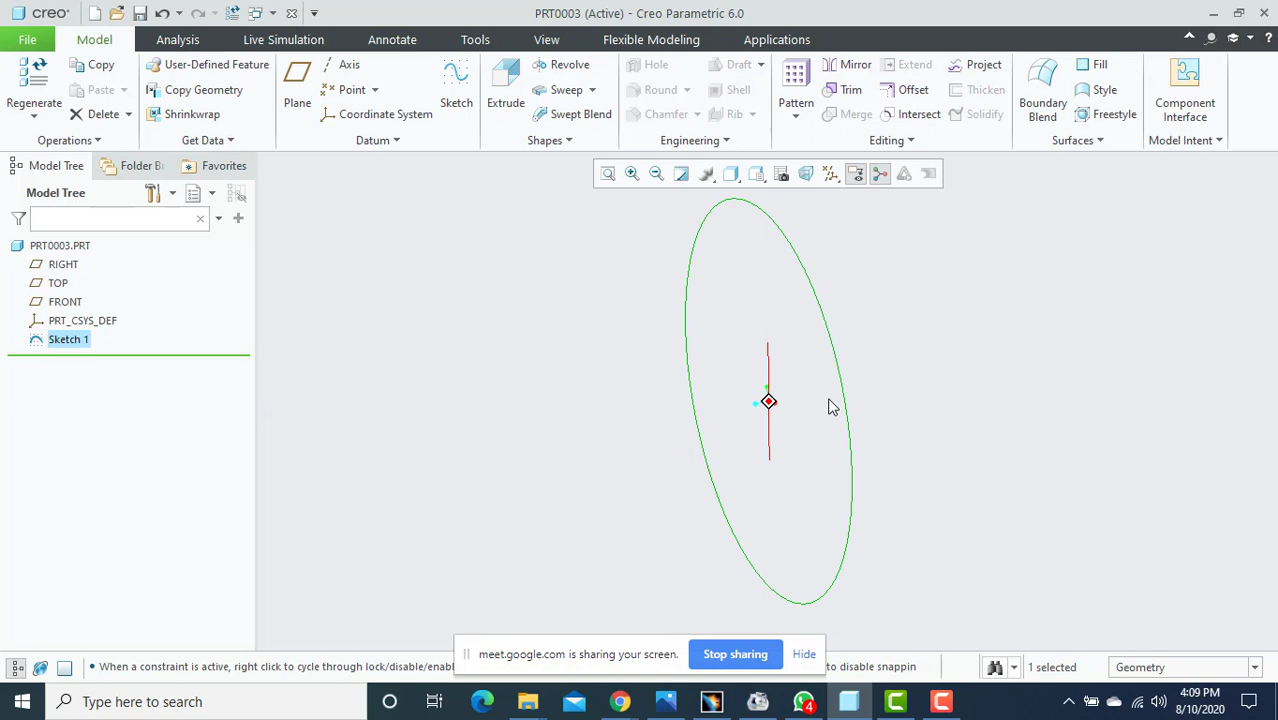 creo PRT0003 (Active) - Creo Parametric 6.0
File Model Analysis Live Simulation Annotate Tools View Flexible Modeling Applications
Regenerate
Copy
Paste
Delete
Operations
User-Defined Feature
Copy Geometry
Shrinkwrap
Get Data
Plane
Axis
Point
Coordinate System
Sketch
Datum
Extrude
Revolve
Sweep
Swept Blend
Shapes
Hole
Round
Chamfer
Draft
Shell
Rib
Engineering
Pattern
Mirror
Trim
Merge
Extend
Offset
Intersect
Project
Thicken
Solidify
Editing
Boundary
Blend
Fill
Style
Freestyle
Surfaces
Component
Interface
Model Intent
Model Tree Folder B Favorites
Model Tree
PRT0003.PRT
RIGHT
TOP
FRONT
PRT_CSYS_DEF
Sketch 1
meet.google.com is sharing your screen. Stop sharing Hide
When a constraint is active, right click to cycle through lock/disable/enab to disable snappin 1 selected Geometry
Type here to search 4 4:09 PM
8/10/2020